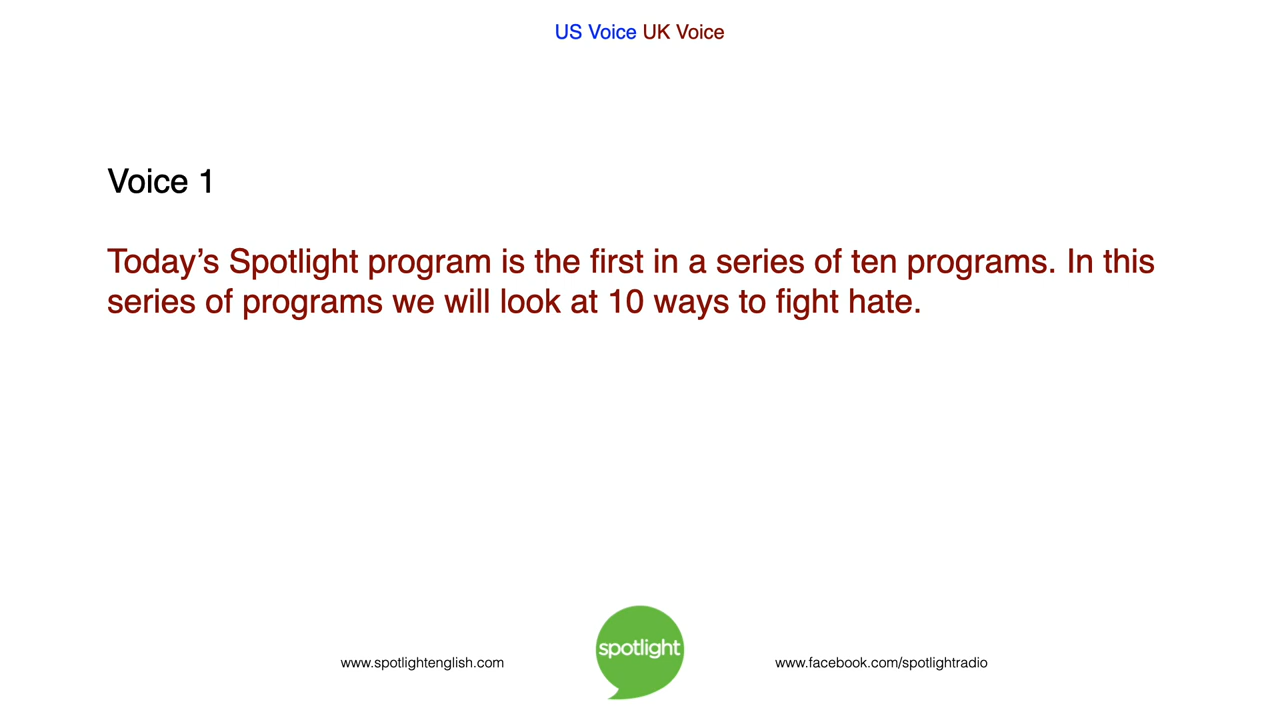 US Voice UK Voice
Voice 1
Today’s Spotlight program is the first in a series of ten programs. In this
series of programs we will look at 10 ways to fight hate.
www.spotlightenglish.com
spotlight
www.facebook.com/spotlightradio